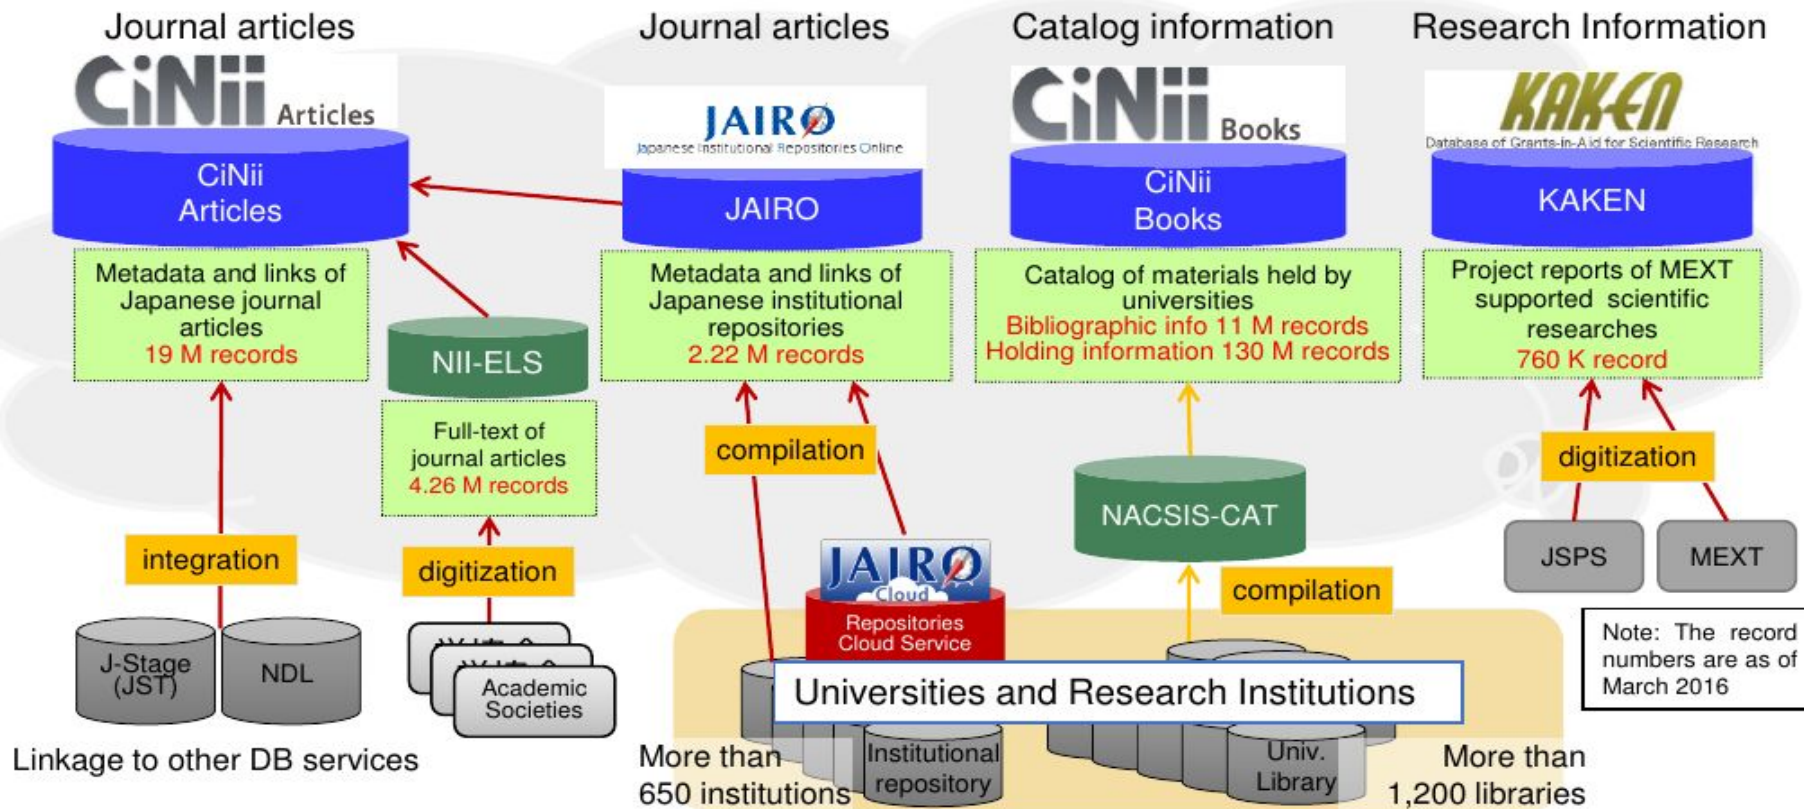 Journal articles
Journal articles
Catalog information
Research Information
CiNii Articles
JAIRO
Japanese Institutional Repositories Online
CiNii Books
KAKEN
Database of Grants-in-Aid for Scientific Research
CiNii
Articles
JAIRO
CiNii
Books
KAKEN
Metadata and links of
Japanese journal
articles
19 M records
Metadata and links of
Japanese institutional
repositories
2.22 M records
Catalog of materials held by
universities
Bibliographic info 11 M records
Holding information 130 M records
Project reports of MEXT
supported scientific
researches
760 K record
NII-ELS
Full-text of
journal articles
4.26 M records
compilation
digitization
NACSIS-CAT
integration
digitization
JAIRO
Cloud
Repositories
Cloud Service
compilation
JSPS
MEXT
J-Stage
(JST)
NDL
Academic
Societies
Universities and Research Institutions
Note: The record
numbers are as of
March 2016
Linkage to other DB services
More than
650 institutions
Institutional
repository
Univ.
Library
More than
1,200 libraries